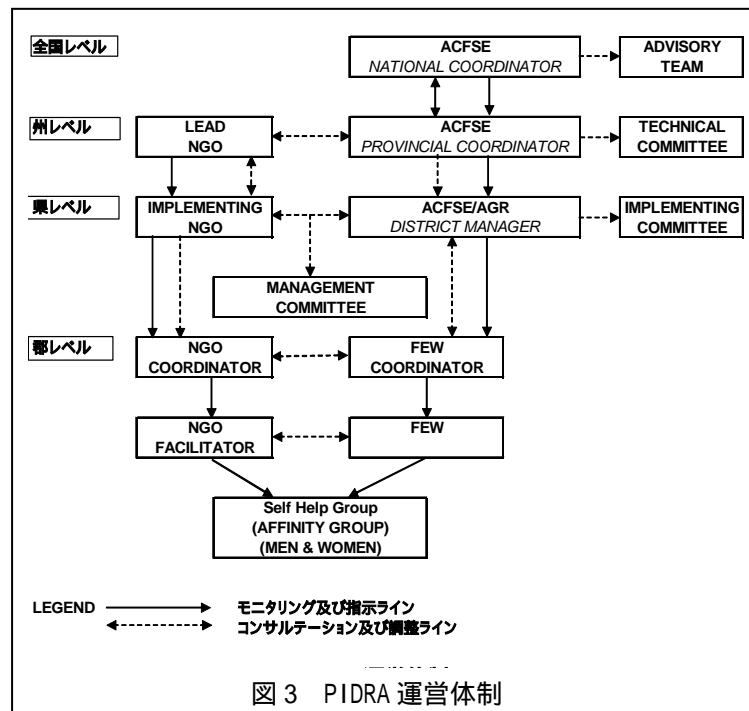 全国レベル
ACFSE
NATIONAL COORDINATOR
ADVISORY
TEAM
州レベル
LEAD
NGO
ACFSE
PROVINCIAL COORDINATOR
TECHNICAL
COMMITTEE
県レベル
IMPLEMENTING
NGO
ACFSE/AGR
DISTRICT MANAGER
IMPLEMENTING
COMMITTEE
MANAGEMENT
COMMITTEE
郡レベル
NGO
COORDINATOR
FEW
COORDINATOR
NGO
FACILITATOR
FEW
Self Help Group
(AFFINITY GROUP)
(MEN & WOMEN)
LEGEND
モニタリング及び指示ライン
コンサルテーション及び調整ライン
図3 PIDRA 運営体制